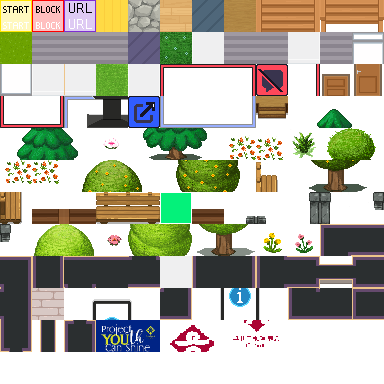 START BLOCK URL
START BLOCK URL
i
Project
YOUth
Can Shine